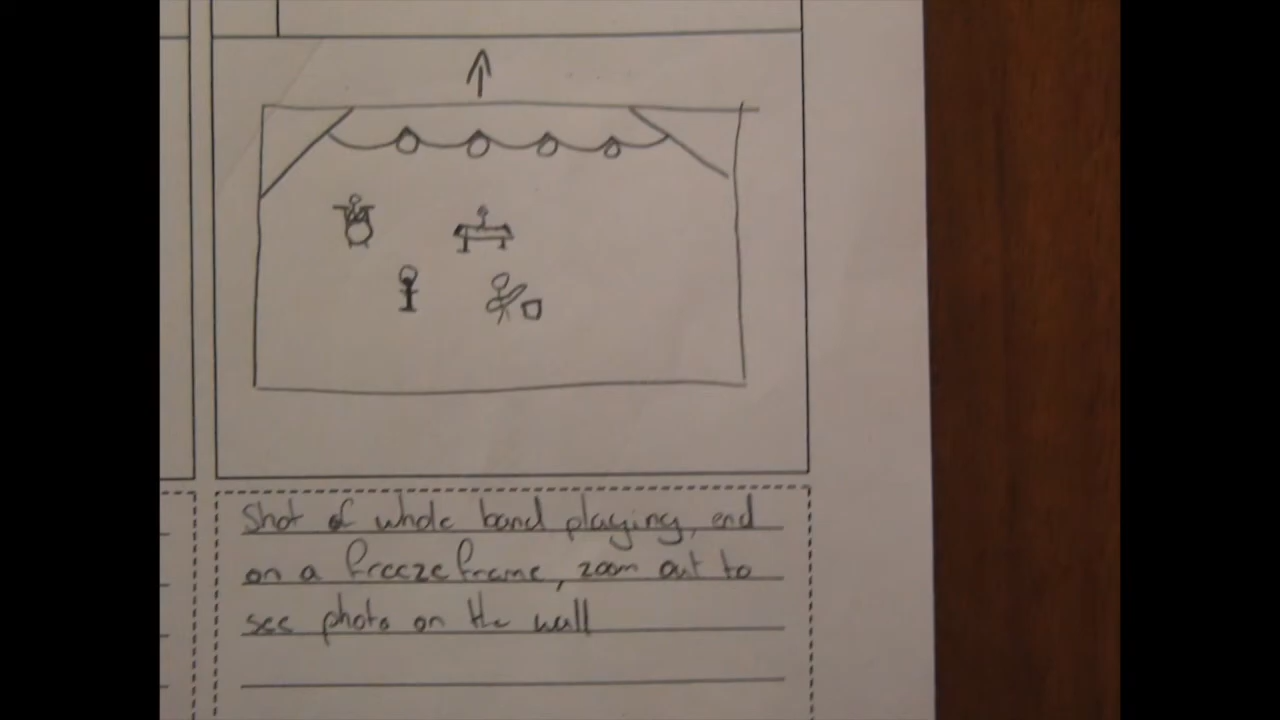 Shot of whole band playing, end
on a freeze frame, zoom out to
see photo on the wall